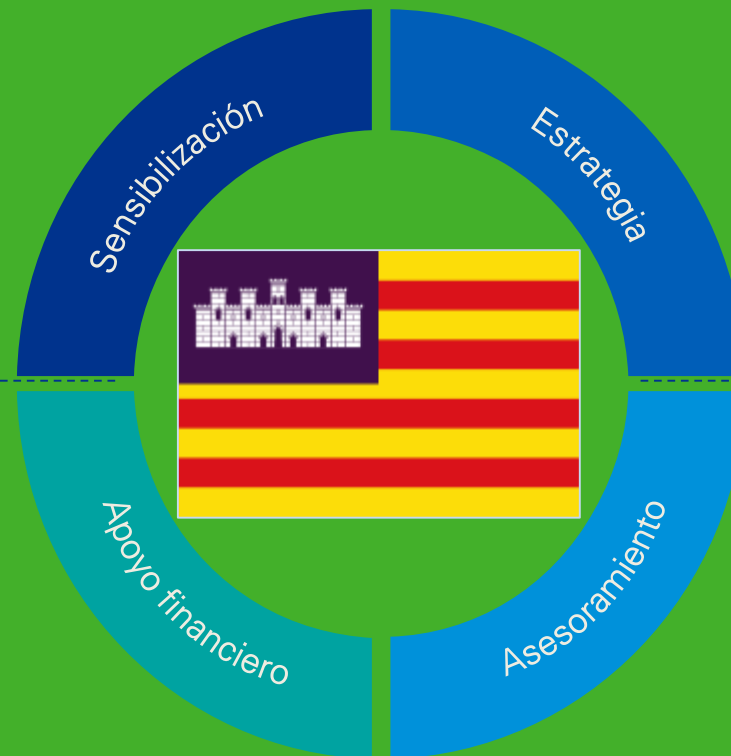 Sensibilización
Estrategia
Apoyo financiero
Asesoramiento